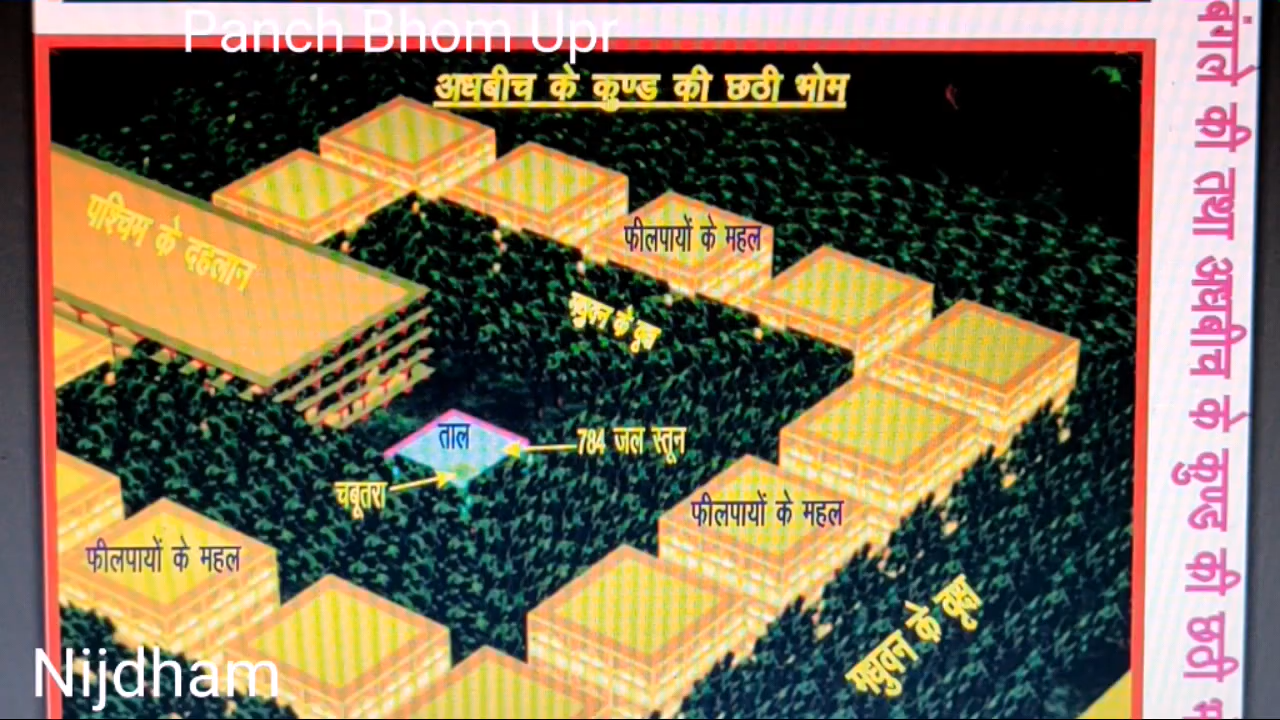 Panch Bhom Upr
अधबीच के कुण्ड की छठी भोम
पश्चिम के दहलान
फीलपायों के महल
मधुवन के वृक्ष
ताल
784 जल स्तून
चबूतरा
फीलपायों के महल
फीलपायों के महल
मधुवन के वृक्ष
Nijdham
बंगले की तथा अधबीच के कुण्ड की छठी